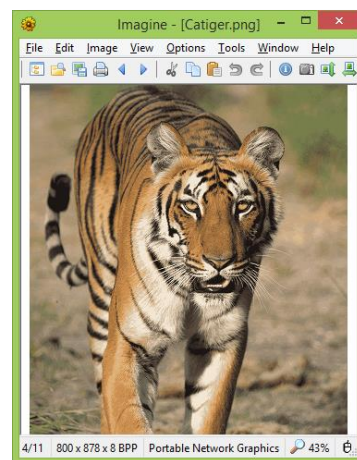 Imagine - [Catiger.png]
File Edit Image View Options Tools Window Help
4/11 800 x 878 x 8 BPP Portable Network Graphics 43%